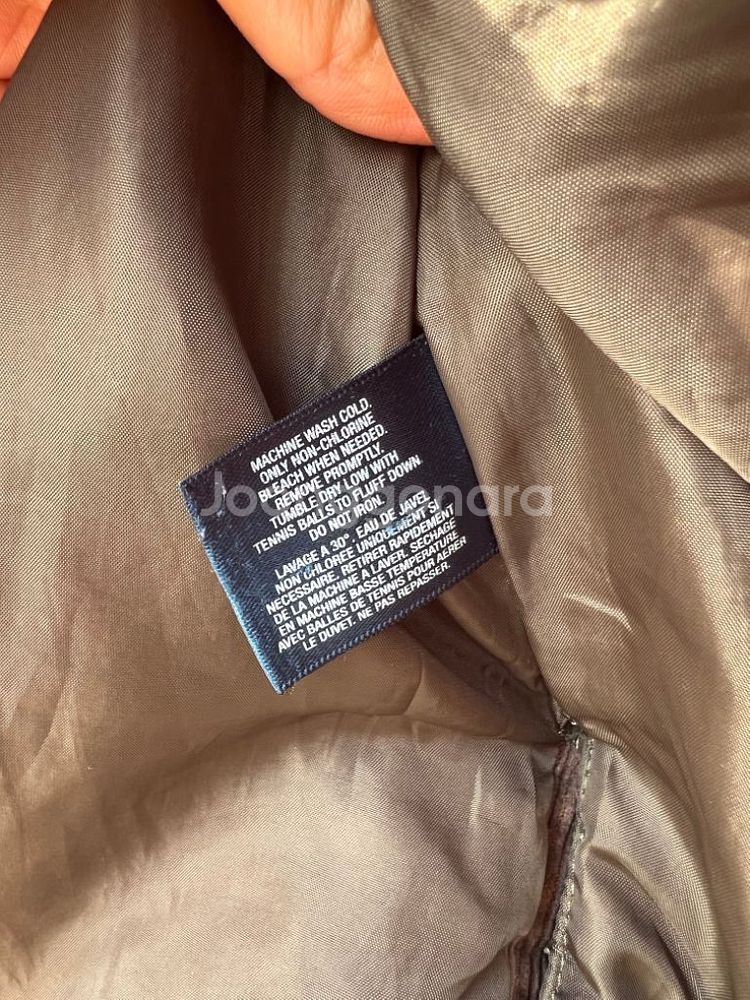 MACHINE WASH COLD.
ONLY NON-CHLORINE
BLEACH WHEN NEEDED.
REMOVE PROMPTLY.
TUMBLE DRY LOW WITH
TENNIS BALLS TO FLUFF DOWN.
DO NOT IRON.
LAVAGE A 30°. EAU DE JAVEL
NON CHLOREE UNIQUEMENT SI
NECESSAIRE. RETIRER RAPIDEMENT
DE LA MACHINE A LAVER. SECHAGE
EN MACHINE BASSE TEMPERATURE
AVEC BALLES DE TENNIS POUR AERER
LE DUVET. NE PAS REPASSER.
Joonggonara